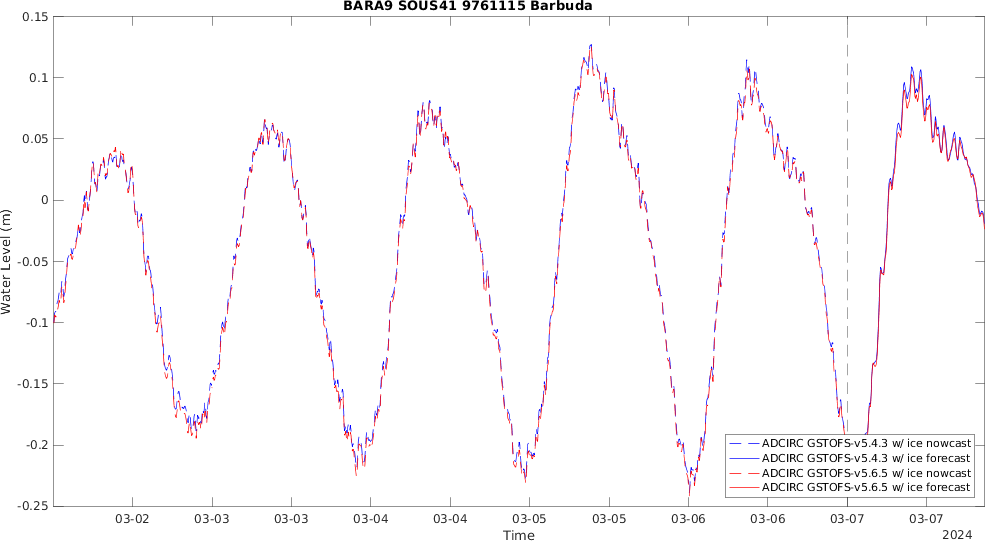 BARA9 SOUS41 9761115 Barbuda
0.15
0.1
0.05
0
-0.05
-0.1
-0.15
-0.2
-0.25
Water Level (m)
ADCIRC GSTOFS-v5.4.3 w/ ice nowcast
ADCIRC GSTOFS-v5.4.3 w/ ice forecast
ADCIRC GSTOFS-v5.6.5 w/ ice nowcast
ADCIRC GSTOFS-v5.6.5 w/ ice forecast
03-02 03-03 03-03 03-04 03-04 03-05 03-05 03-06 03-06 03-07 03-07
Time
2024